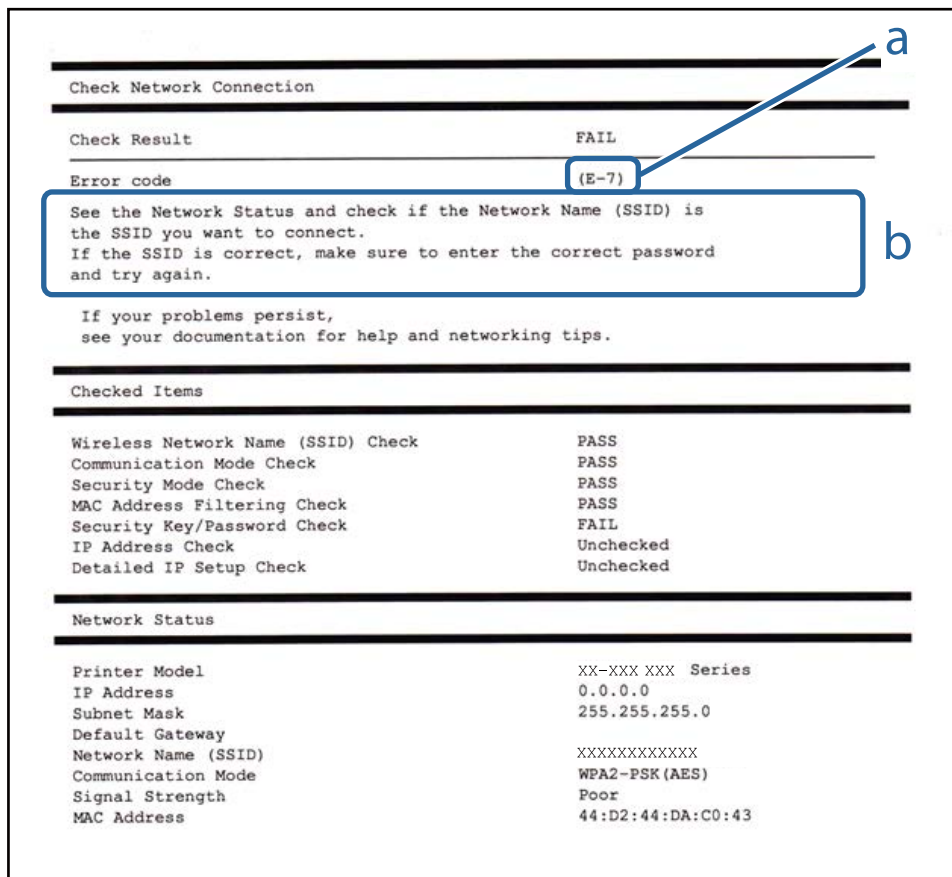 a
Check Network Connection
Check Result FAIL
Error code (E-7)
See the Network Status and check if the Network Name (SSID) is
the SSID you want to connect.
If the SSID is correct, make sure to enter the correct password
and try again.
b
If your problems persist,
see your documentation for help and networking tips.
Checked Items
Wireless Network Name (SSID) Check PASS
Communication Mode Check PASS
Security Mode Check PASS
MAC Address Filtering Check PASS
Security Key/Password Check FAIL
IP Address Check Unchecked
Detailed IP Setup Check Unchecked
Network Status
Printer Model XX-XXX XXX Series
IP Address 0.0.0.0
Subnet Mask 255.255.255.0
Default Gateway
Network Name (SSID) XXXXXXXXXXXX
Communication Mode WPA2-PSK(AES)
Signal Strength Poor
MAC Address 44:D2:44:DA:C0:43